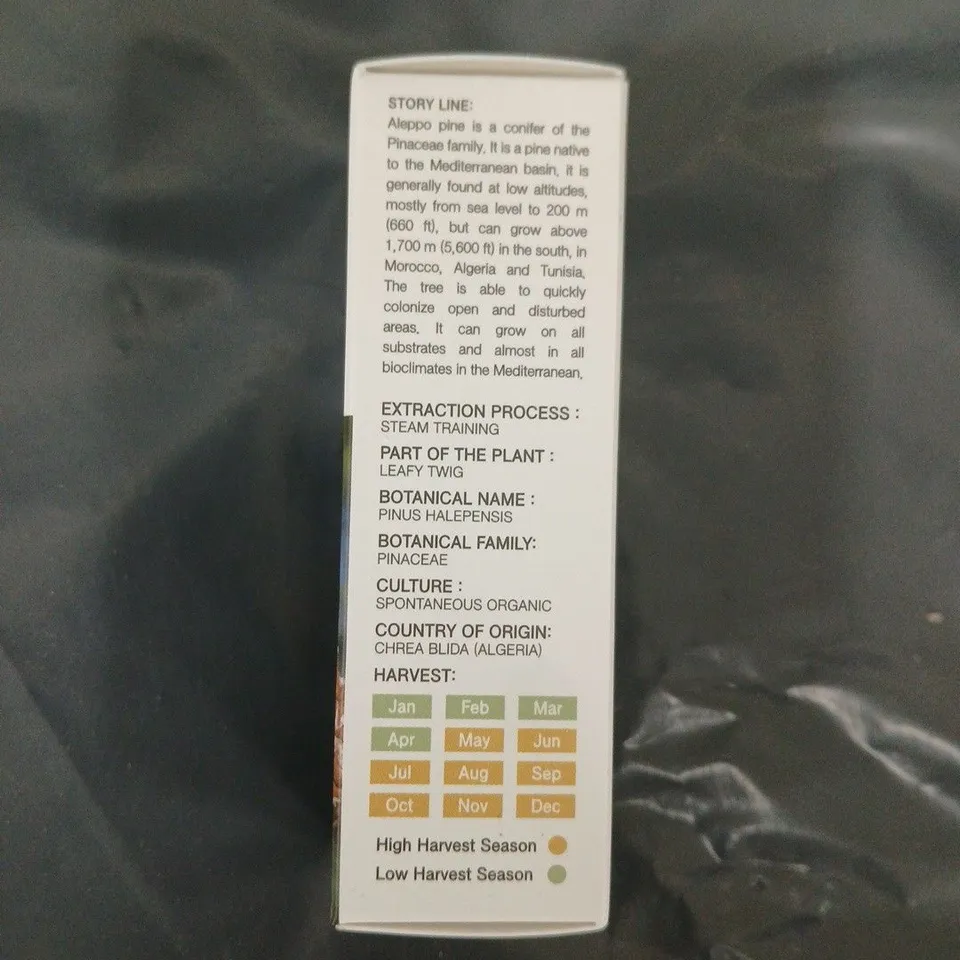 STORY LINE:
Aleppo pine is a conifer of the
Pinaceae family. It is a pine native
to the Mediterranean basin, it is
generally found at low altitudes,
mostly from sea level to 200 m
(660 ft), but can grow above
1,700 m (5,600 ft) in the south, in
Morocco, Algeria and Tunisia.
The tree is able to quickly
colonize open and disturbed
areas. It can grow on all
substrates and almost in all
bioclimates in the Mediterranean.
EXTRACTION PROCESS :
STEAM TRAINING
PART OF THE PLANT :
LEAFY TWIG
BOTANICAL NAME :
PINUS HALEPENSIS
BOTANICAL FAMILY:
PINACEAE
CULTURE :
SPONTANEOUS ORGANIC
COUNTRY OF ORIGIN:
CHREA BLIDA (ALGERIA)
HARVEST:
Jan Feb Mar
Apr May Jun
Jul Aug Sep
Oct Nov Dec
High Harvest Season
Low Harvest Season